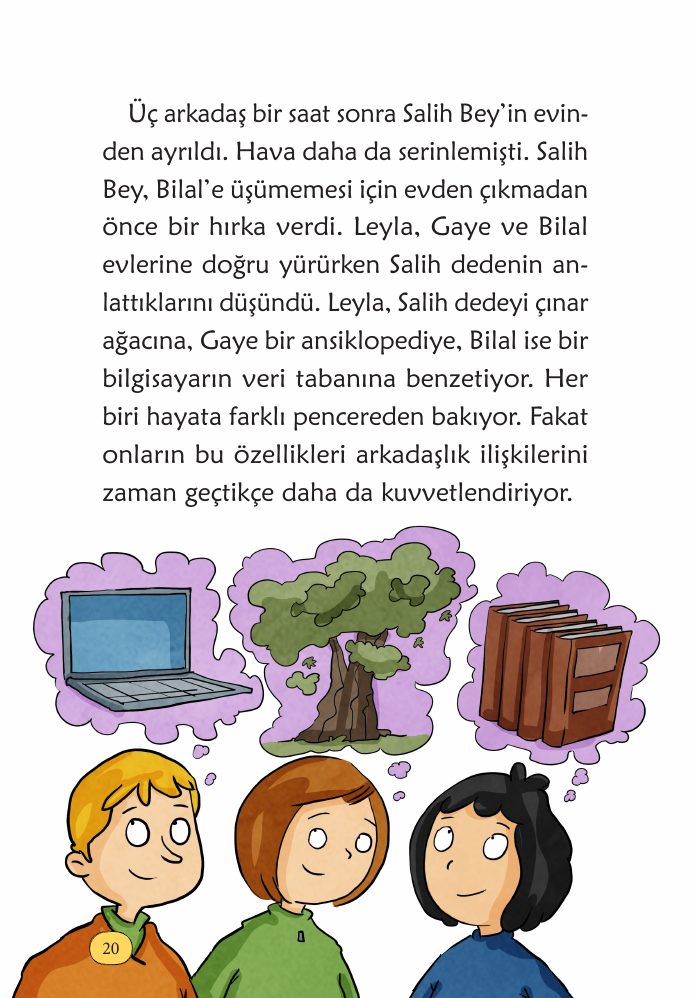 Üç arkadaş bir saat sonra Salih Bey’in evin-
den ayrıldı. Hava daha da serinlemişti. Salih
Bey, Bilal’e üşümemesi için evden çıkmadan
önce bir hırka verdi. Leyla, Gaye ve Bilal
evlerine doğru yürürken Salih dedenin an-
lattıklarını düşündü. Leyla, Salih dedeyi çınar
ağacına, Gaye bir ansiklopediye, Bilal ise bir
bilgisayarın veri tabanına benzetiyor. Her
biri hayata farklı pencereden bakıyor. Fakat
onların bu özellikleri arkadaşlık ilişkilerini
zaman geçtikçe daha da kuvvetlendiriyor.
20